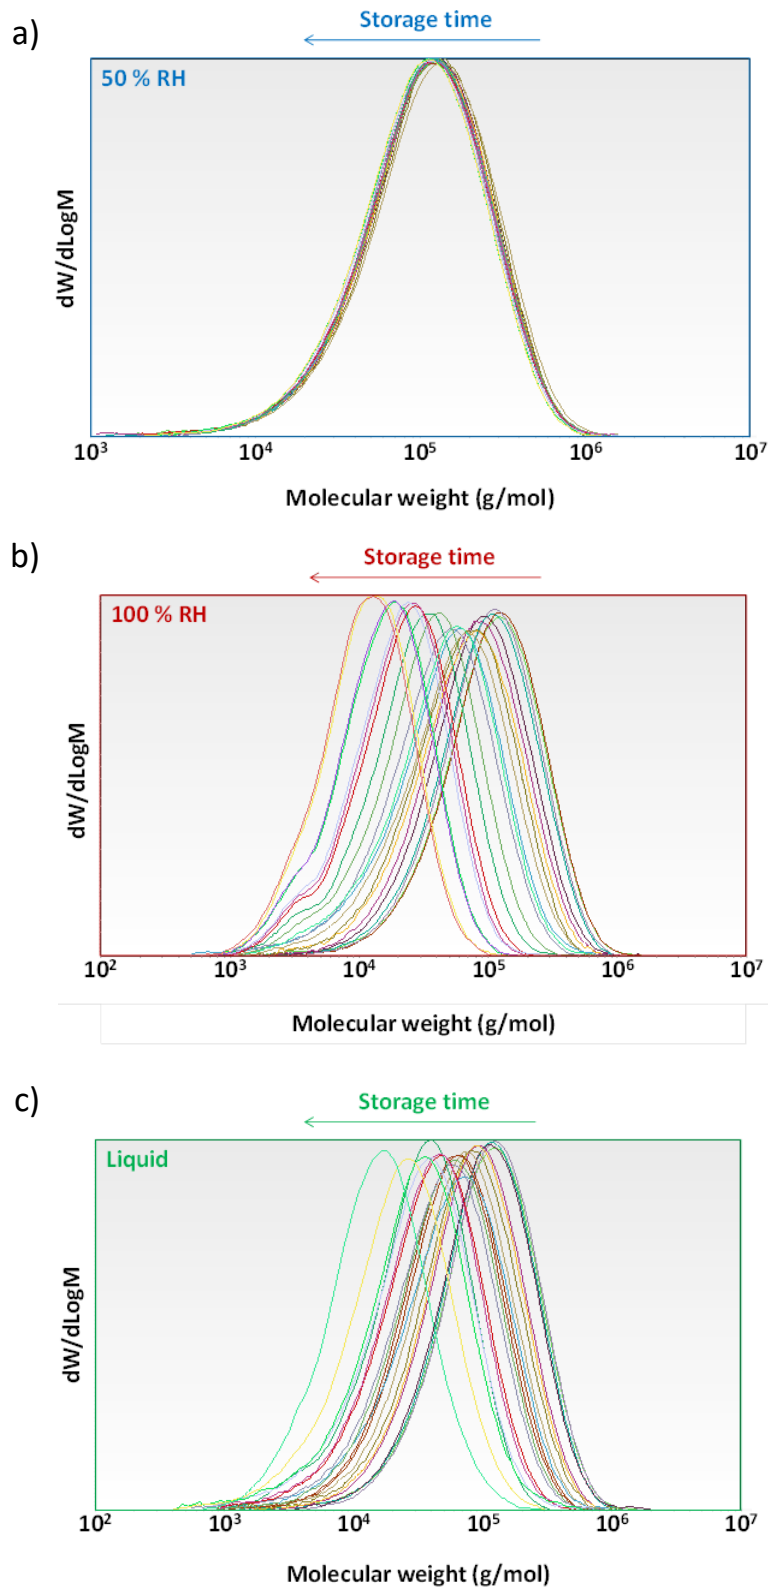 a)
Storage time
50 % RH
dW/dLogM
10³ 10⁴ 10⁵ 10⁶ 10⁷
Molecular weight (g/mol)
b)
Storage time
100 % RH
dW/dLogM
10² 10³ 10⁴ 10⁵ 10⁶ 10⁷
Molecular weight (g/mol)
c)
Storage time
Liquid
dW/dLogM
10² 10³ 10⁴ 10⁵ 10⁶ 10⁷
Molecular weight (g/mol)